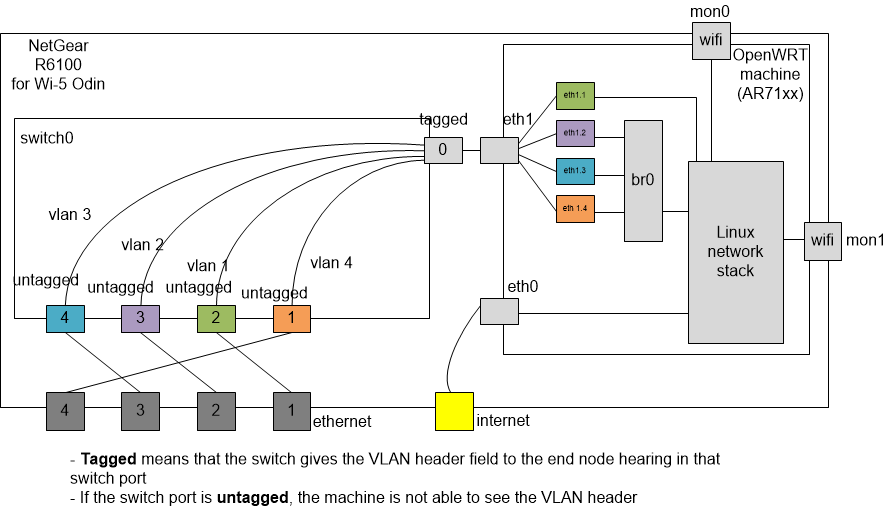 mon0
NetGear
R6100
for Wi-5 Odin
wifi
OpenWRT
machine
(AR71xx)
switch0
tagged
0
eth1
eth1.1
eth1.2
eth1.3
eth 1.4
br0
Linux
network
stack
wifi
mon1
vlan 3
vlan 2
vlan 1
vlan 4
untagged
untagged
untagged
untagged
4
3
2
1
eth0
4
3
2
1
ethernet
internet
- Tagged means that the switch gives the VLAN header field to the end node hearing in that
switch port
- If the switch port is untagged, the machine is not able to see the VLAN header